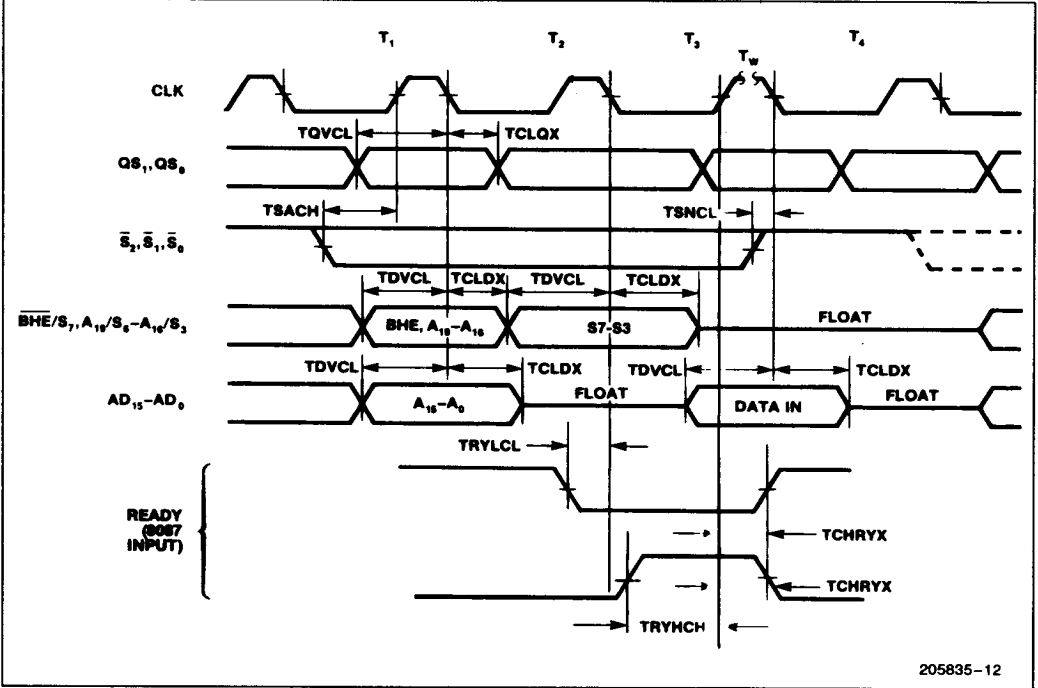 T₁ T₂ T₃ T₄
T_W
CLK
TQVCL TCLQX
QS₁, QS₀
TSACH TSNCL
S̅₂, S̅₁, S̅₀
TDVCL TCLDX TDVCL TCLDX
B̅H̅E̅/S₇, A₁₉/S₆–A₁₆/S₃ BHE, A₁₉–A₁₆ S7–S3 FLOAT
TDVCL TCLDX TDVCL TCLDX
AD₁₅–AD₀ A₁₅–A₀ FLOAT DATA IN FLOAT
TRYLCL
READY
(8087
INPUT)
TCHRYX
TCHRYX
TRYHCH
205835–12